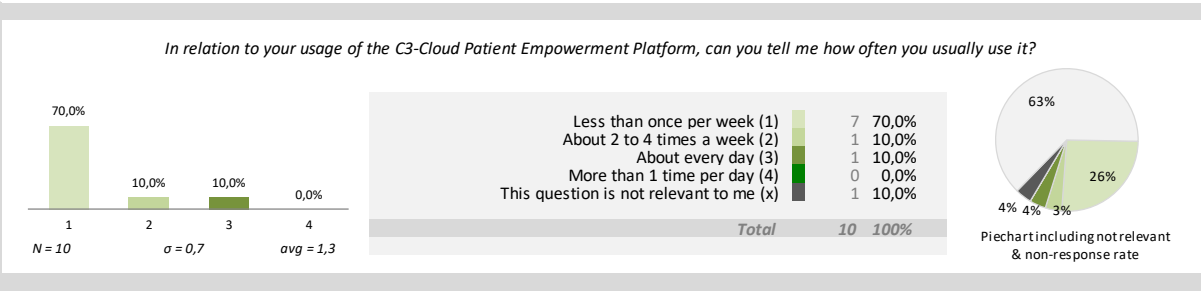 In relation to your usage of the C3-Cloud Patient Empowerment Platform, can you tell me how often you usually use it?
70,0%
10,0%
10,0%
0,0%
1
2
3
4
N = 10
σ = 0,7
avg = 1,3
Less than once per week (1) 7 70,0%
About 2 to 4 times a week (2) 1 10,0%
About every day (3) 1 10,0%
More than 1 time per day (4) 0 0,0%
This question is not relevant to me (x) 1 10,0%
Total 10 100%
63%
26%
4%
4%
3%
Piechart including not relevant
& non-response rate